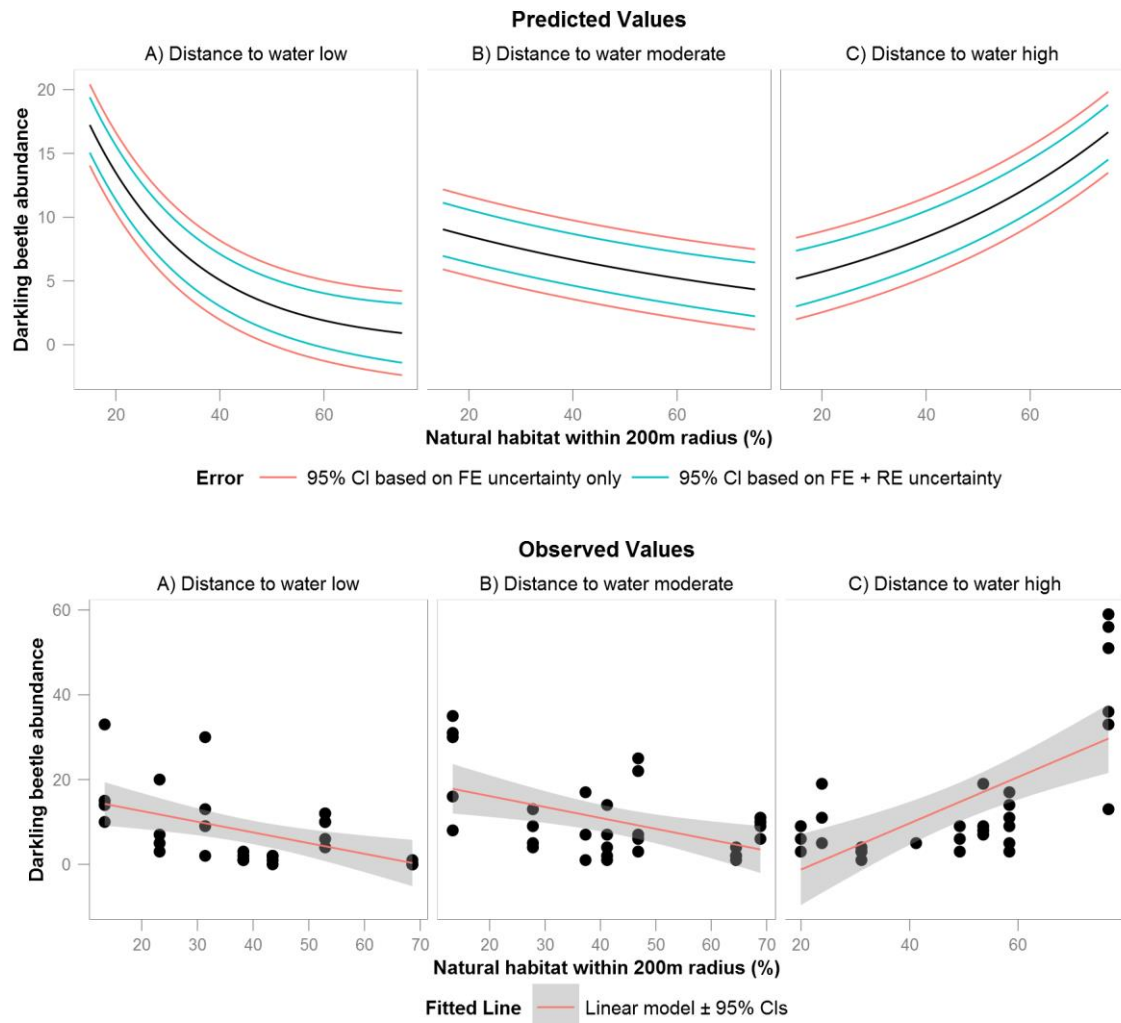 Predicted Values
A) Distance to water low
B) Distance to water moderate
C) Distance to water high
Darkling beetle abundance
20
15
10
5
0
20 40 60
20 40 60
20 40 60
Natural habitat within 200m radius (%)
Error 95% CI based on FE uncertainty only 95% CI based on FE + RE uncertainty
Observed Values
A) Distance to water low
B) Distance to water moderate
C) Distance to water high
Darkling beetle abundance
60
40
20
0
20 30 40 50 60 70
20 30 40 50 60 70
20 40 60
Natural habitat within 200m radius (%)
Fitted Line Linear model ± 95% CIs